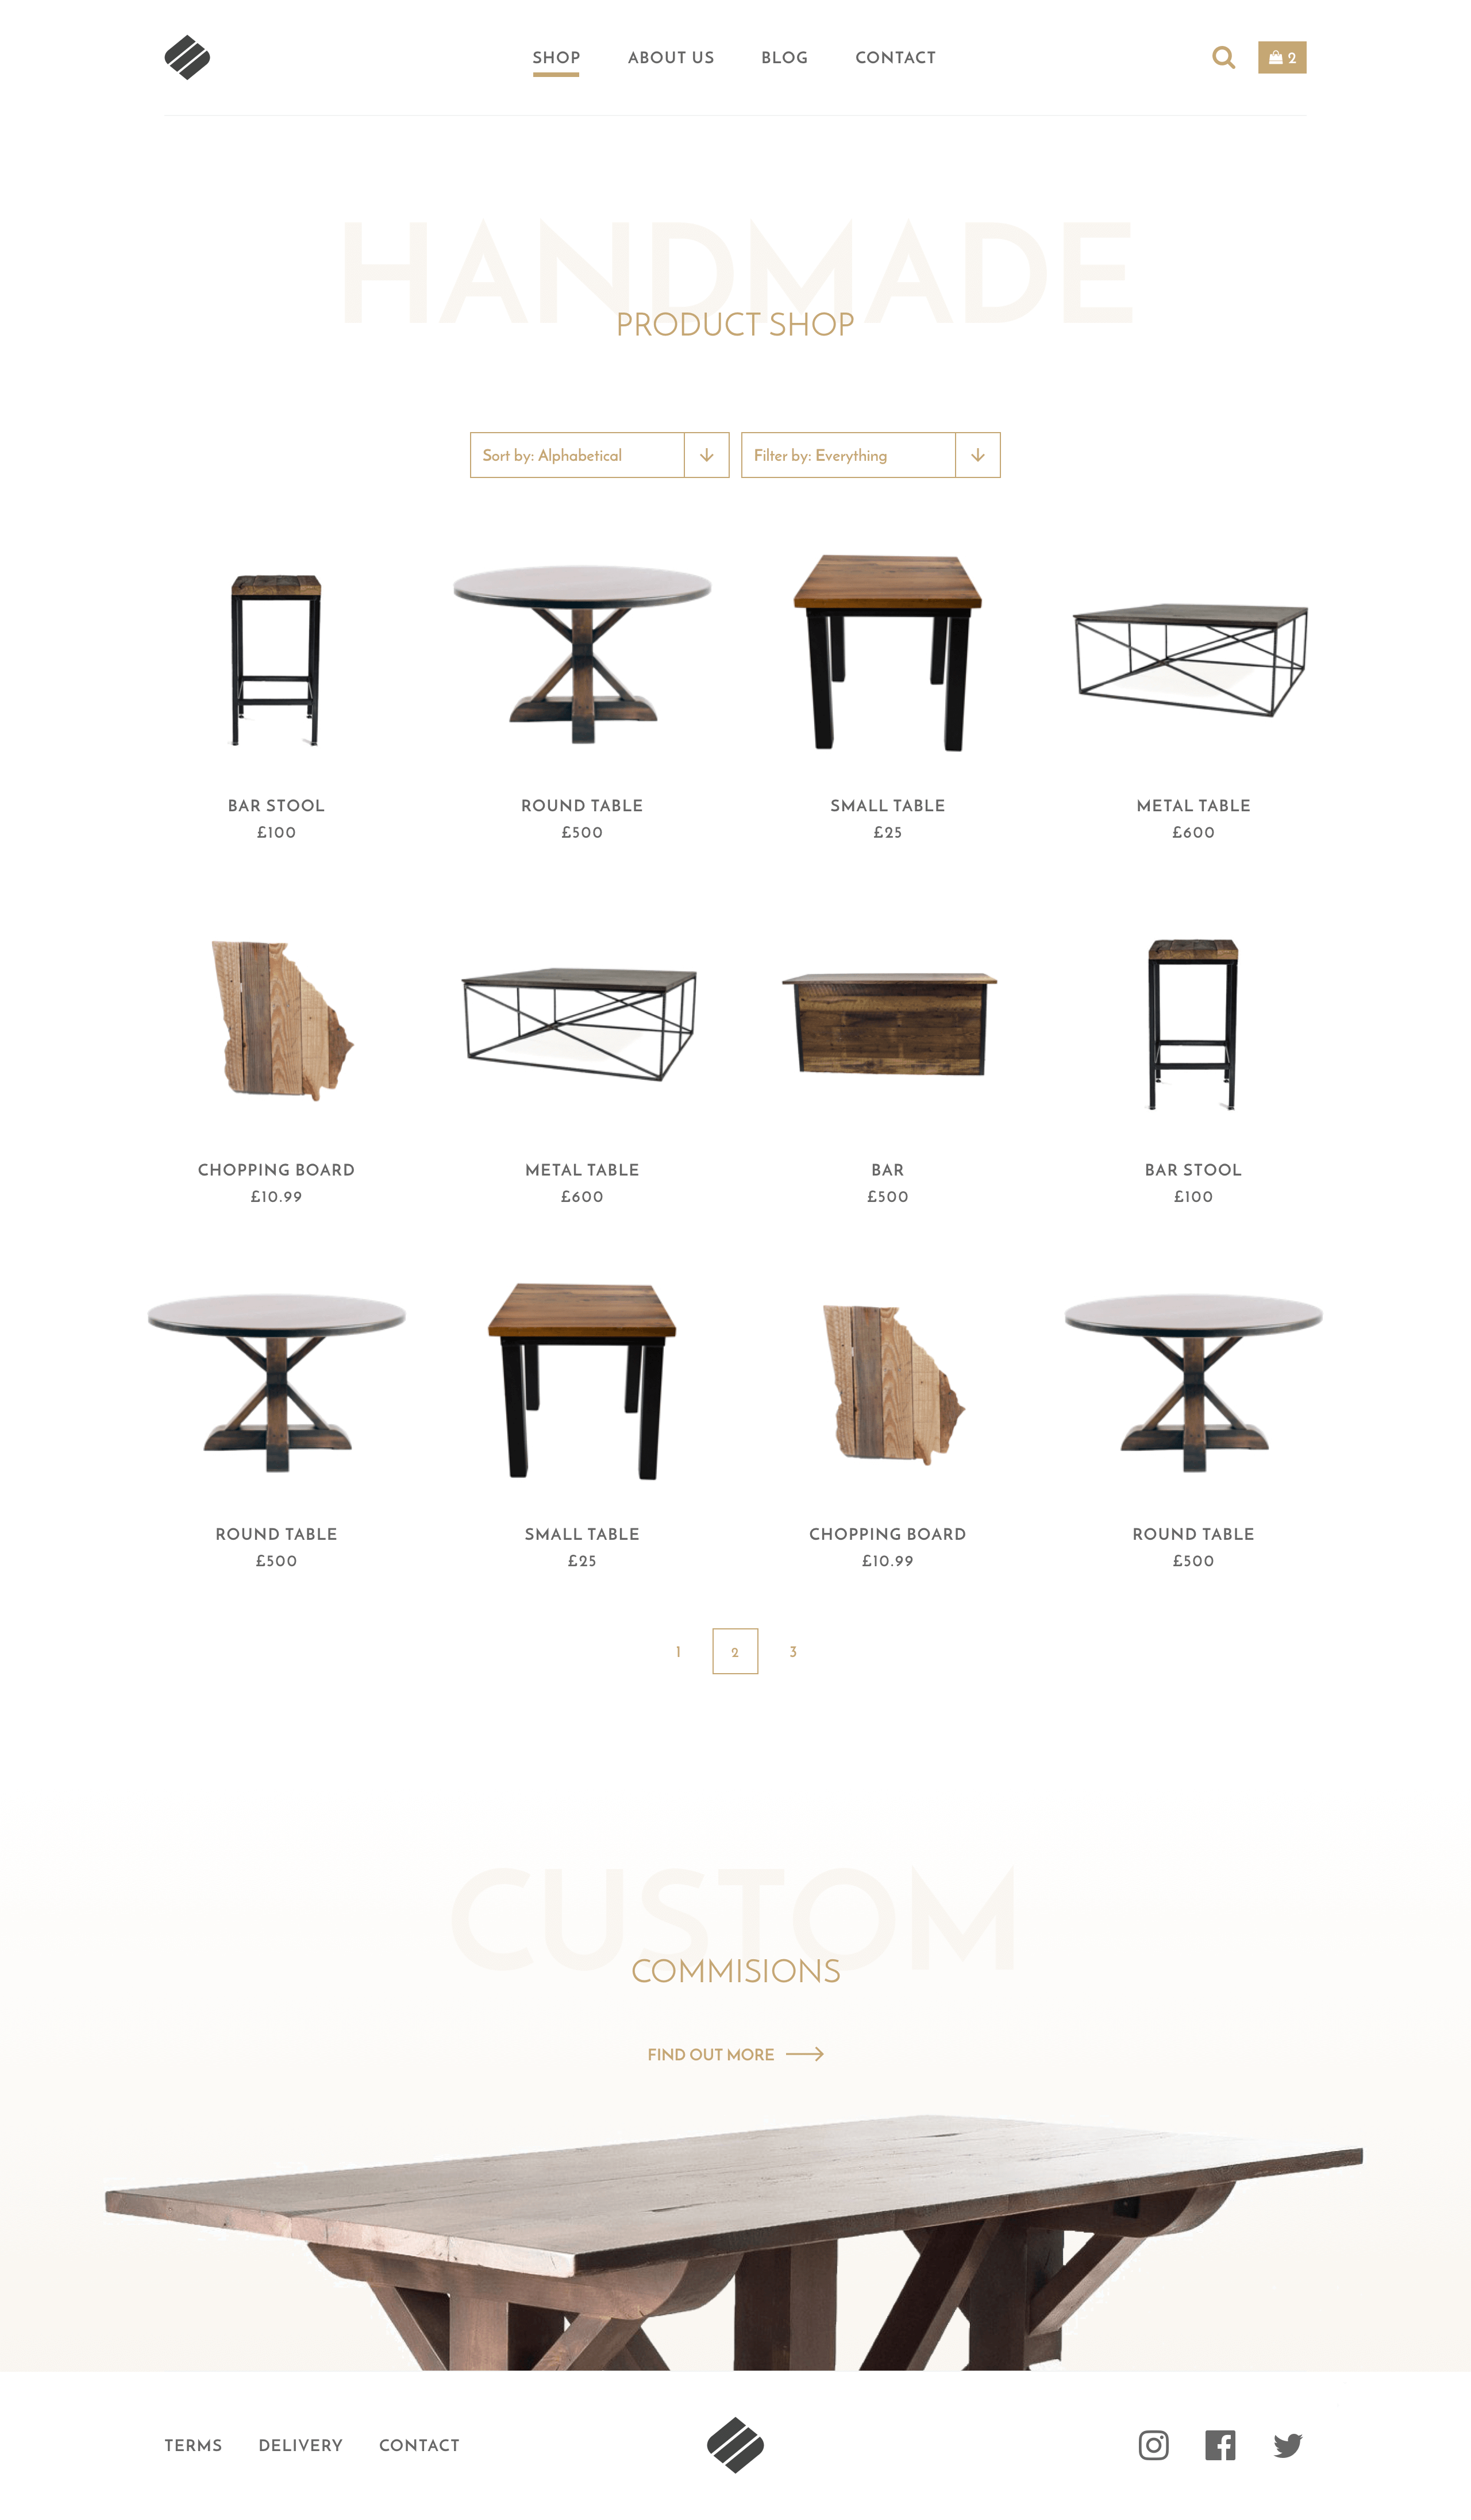 SHOP ABOUT US BLOG CONTACT 2
HANDMADE
PRODUCT SHOP
Sort by: Alphabetical Filter by: Everything
BAR STOOL ROUND TABLE SMALL TABLE METAL TABLE
£100 £500 £25 £600
CHOPPING BOARD METAL TABLE BAR BAR STOOL
£10.99 £600 £500 £100
ROUND TABLE SMALL TABLE CHOPPING BOARD ROUND TABLE
£500 £25 £10.99 £500
1 2 3
CUSTOM
COMMISIONS
FIND OUT MORE
TERMS DELIVERY CONTACT